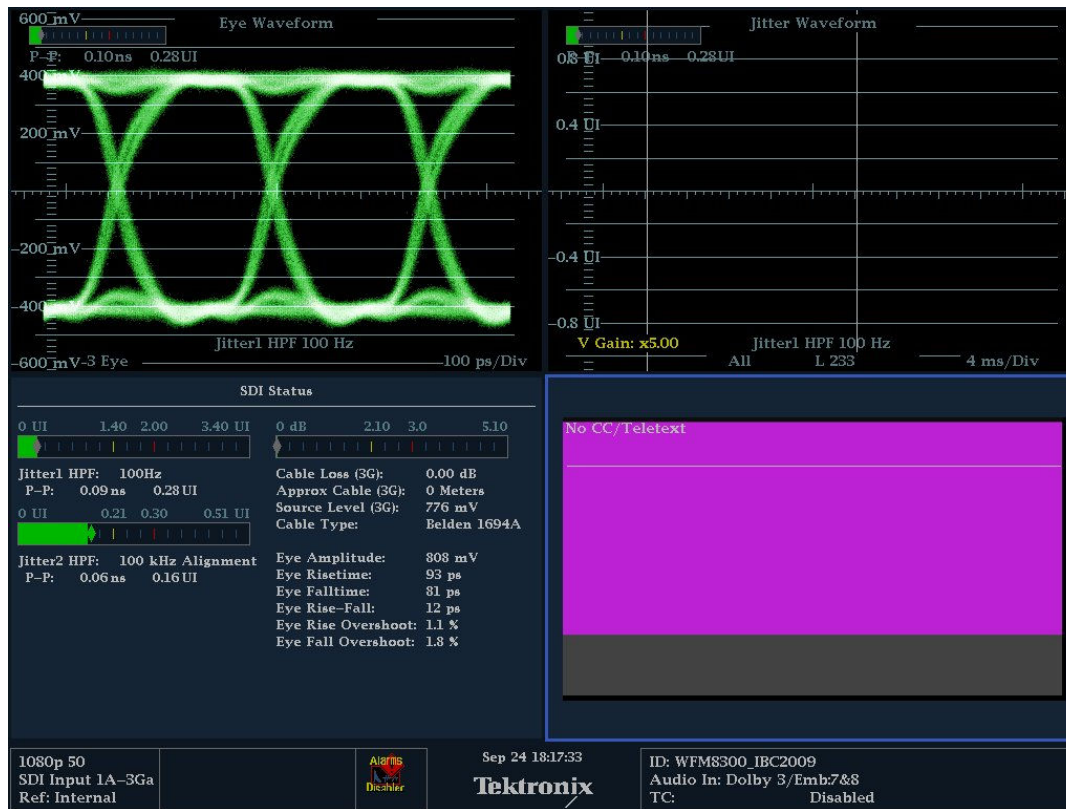 Eye Waveform
600 mV
P-P: 0.10ns 0.28UI
400 mV
200 mV
-200 mV
-400 mV
Jitter1 HPF 100 Hz
-600 mV -3 Eye 100 ps/Div
Jitter Waveform
0.8 UI
0.10ns 0.28UI
0.4 UI
-0.4 UI
-0.8 UI
V Gain: x5.00 Jitter1 HPF 100 Hz
All L 233 4 ms/Div
SDI Status
0 UI 1.40 2.00 3.40 UI
Jitter1 HPF: 100Hz
P-P: 0.09 ns 0.28 UI
0 UI 0.21 0.30 0.51 UI
Jitter2 HPF: 100 kHz Alignment
P-P: 0.06 ns 0.16 UI
0 dB 2.10 3.0 5.10
Cable Loss (3G): 0.00 dB
Approx Cable (3G): 0 Meters
Source Level (3G): 776 mV
Cable Type: Belden 1694A
Eye Amplitude: 808 mV
Eye Risetime: 93 ps
Eye Falltime: 81 ps
Eye Rise-Fall: 12 ps
Eye Rise Overshoot: 1.1 %
Eye Fall Overshoot: 1.8 %
No CC/Teletext
1080p 50
SDI Input 1A-3Ga
Ref: Internal
Alarms
Disabler
Sep 24 18:17:33
Tektronix
ID: WFM8300_IBC2009
Audio In: Dolby 3/Emb:7&8
TC: Disabled